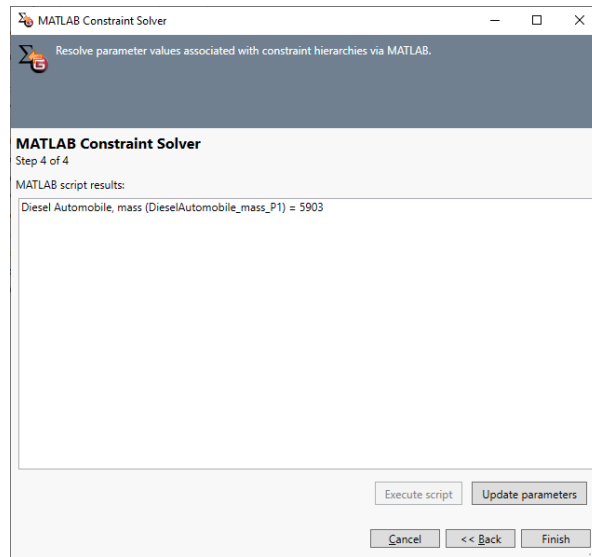 MATLAB Constraint Solver
Resolve parameter values associated with constraint hierarchies via MATLAB.
MATLAB Constraint Solver
Step 4 of 4
MATLAB script results:
Diesel Automobile, mass (DieselAutomobile_mass_P1) = 5903
Execute script Update parameters
Cancel << Back Finish